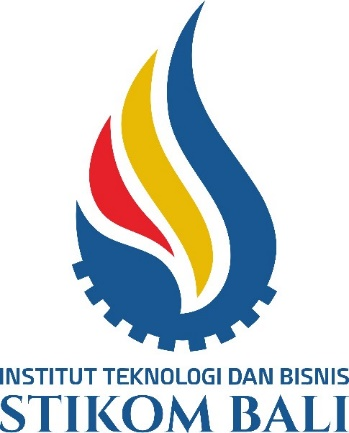 INSTITUT TEKNOLOGI DAN BISNIS
STIKOM BALI